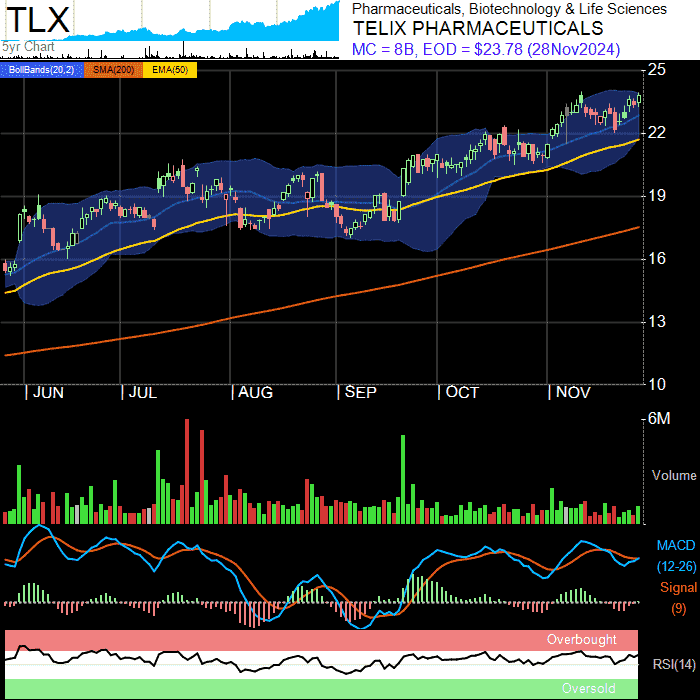 TLX
5yr Chart
Pharmaceuticals, Biotechnology & Life Sciences
TELIX PHARMACEUTICALS
MC = 8B, EOD = $23.78 (28Nov2024)
BollBands(20,2) SMA(200) EMA(50)
25
22
19
16
13
10
JUN JUL AUG SEP OCT NOV
6M
Volume
MACD
(12-26)
Signal
(9)
Overbought
RSI(14)
Oversold